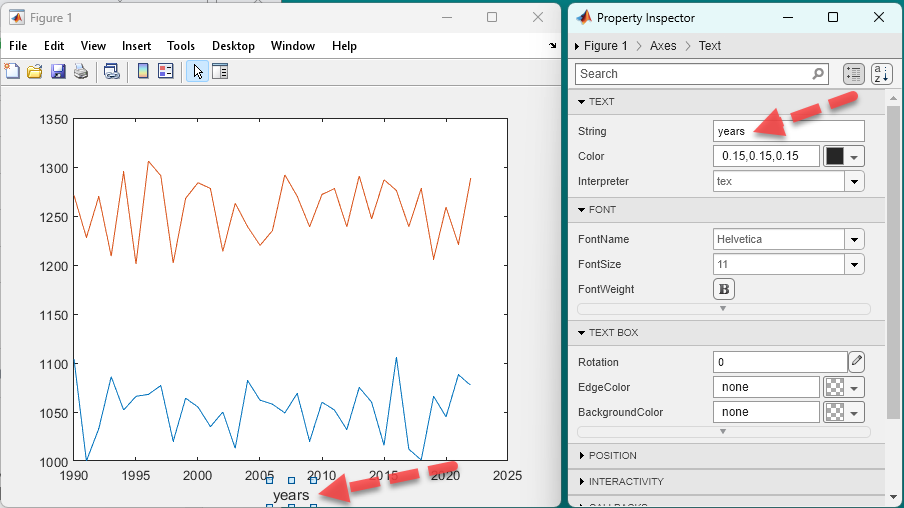 Figure 1
File Edit View Insert Tools Desktop Window Help
1350
1300
1250
1200
1150
1100
1050
1000
1990 1995 2000 2005 2010 2015 2020 2025
years
Property Inspector
Figure 1 Axes Text
Search
a z
TEXT
String years
Color 0.15,0.15,0.15
Interpreter tex
FONT
FontName Helvetica
FontSize 11
FontWeight B
TEXT BOX
Rotation 0
EdgeColor none
BackgroundColor none
POSITION
INTERACTIVITY
CALLBACKS